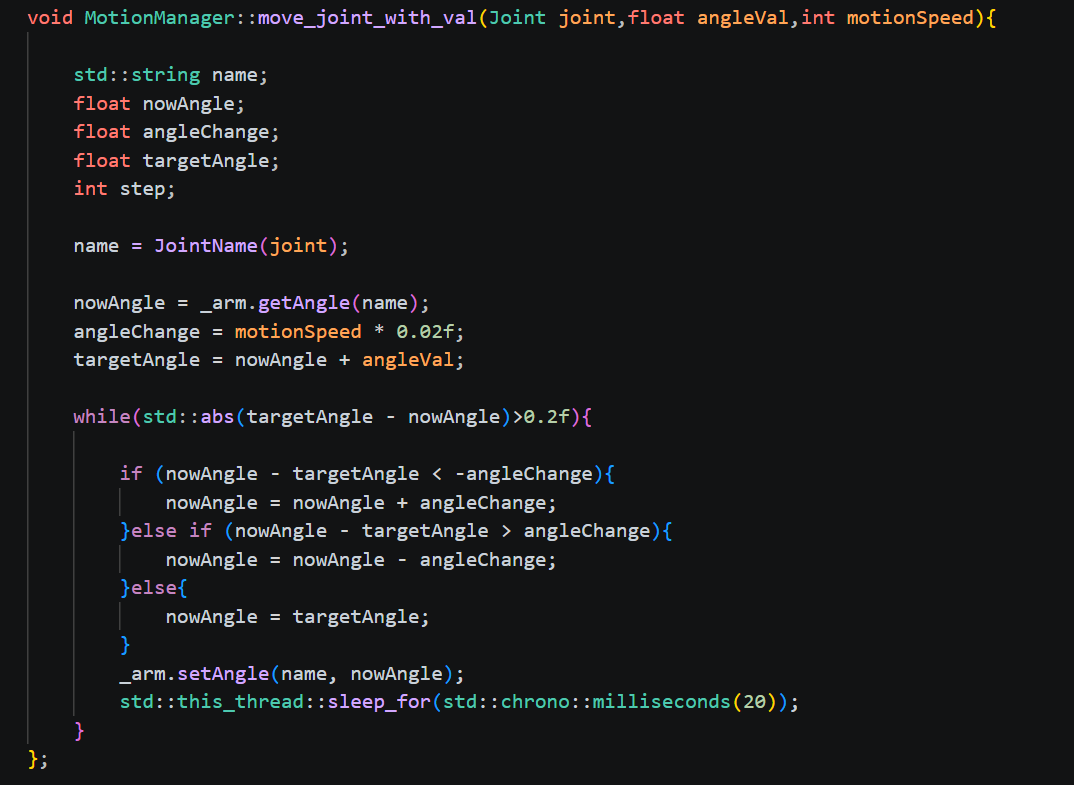 void MotionManager::move_joint_with_val(Joint joint,float angleVal,int motionSpeed){
std::string name;
float nowAngle;
float angleChange;
float targetAngle;
int step;
name = JointName(joint);
nowAngle = _arm.getAngle(name);
angleChange = motionSpeed * 0.02f;
targetAngle = nowAngle + angleVal;
while(std::abs(targetAngle - nowAngle)>0.2f){
if (nowAngle - targetAngle < -angleChange){
nowAngle = nowAngle + angleChange;
}else if (nowAngle - targetAngle > angleChange){
nowAngle = nowAngle - angleChange;
}else{
nowAngle = targetAngle;
}
_arm.setAngle(name, nowAngle);
std::this_thread::sleep_for(std::chrono::milliseconds(20));
}
};